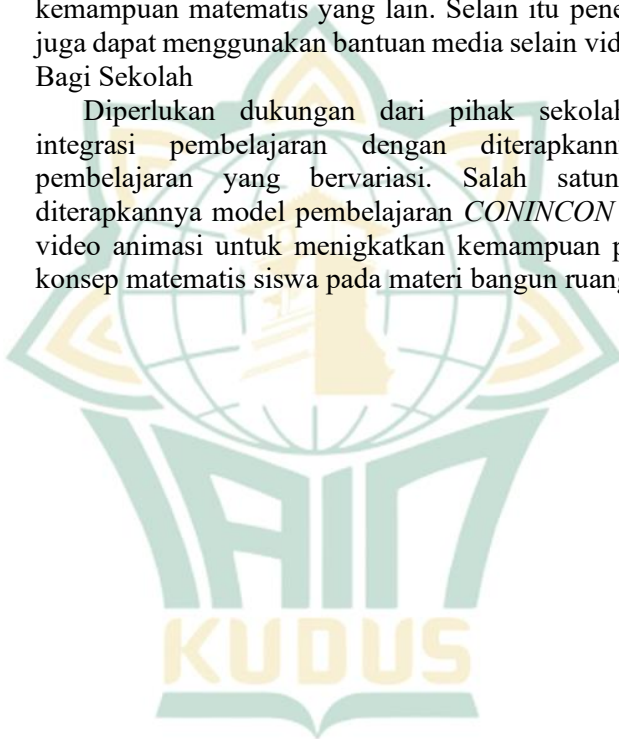 kemampuan matematis yang lain. Selain itu pene
juga dapat menggunakan bantuan media selain vid
Bagi Sekolah
Diperlukan dukungan dari pihak sekolah
integrasi pembelajaran dengan diterapkann
pembelajaran yang bervariasi. Salah satun
diterapkannya model pembelajaran CONINCON
video animasi untuk menigkatkan kemampuan p
konsep matematis siswa pada materi bangun ruang
IAIN
KUDUS